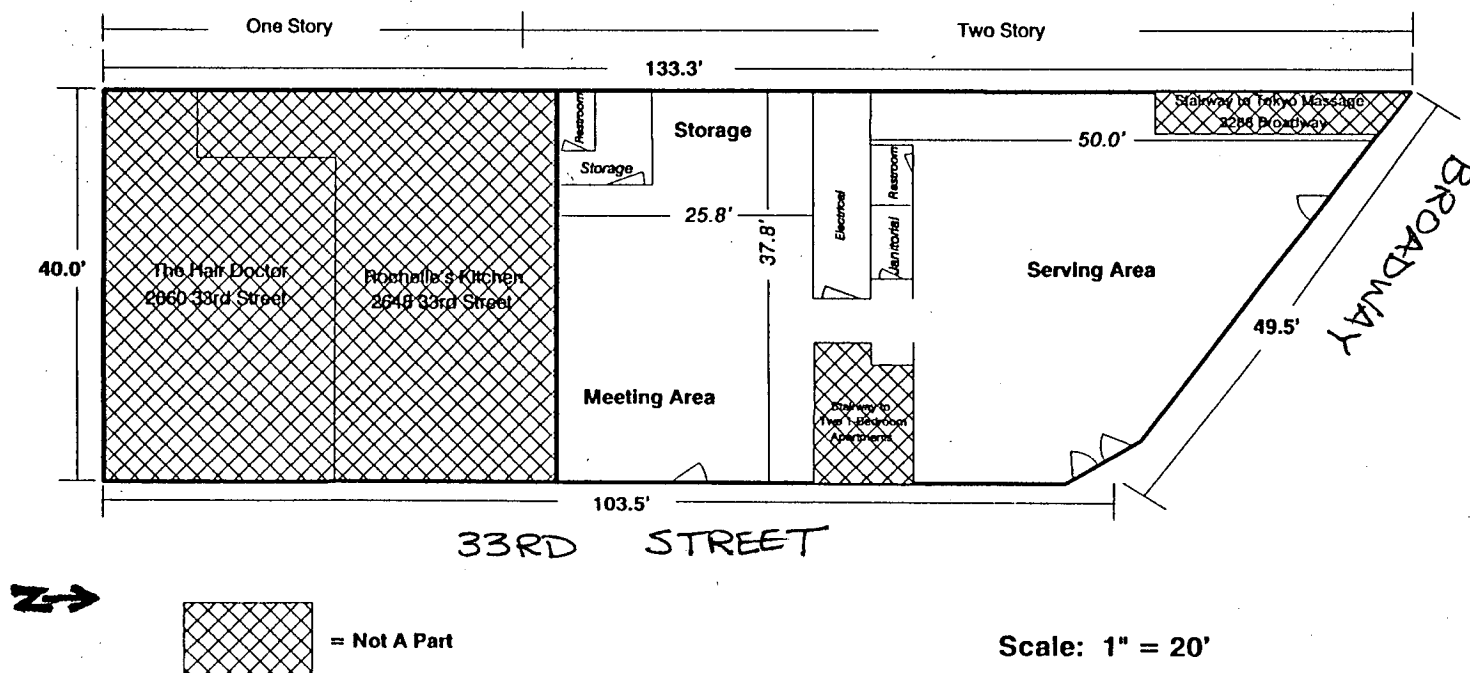 One Story
Two Story
133.3'
Restroom
Storage
Storage
Stairway to Tokyo Massage
3288 Broadway
50.0'
BROADWAY
Restroom
25.8'
Electrical
37.8'
Janitorial
40.0'
The Hair Doctor
2660 33rd Street
Rochelle's Kitchen
2648 33rd Street
Serving Area
49.5'
Meeting Area
Stairway to
Two 1-Bedroom
Apartments
103.5'
33RD STREET
Z
= Not A Part
Scale: 1" = 20'